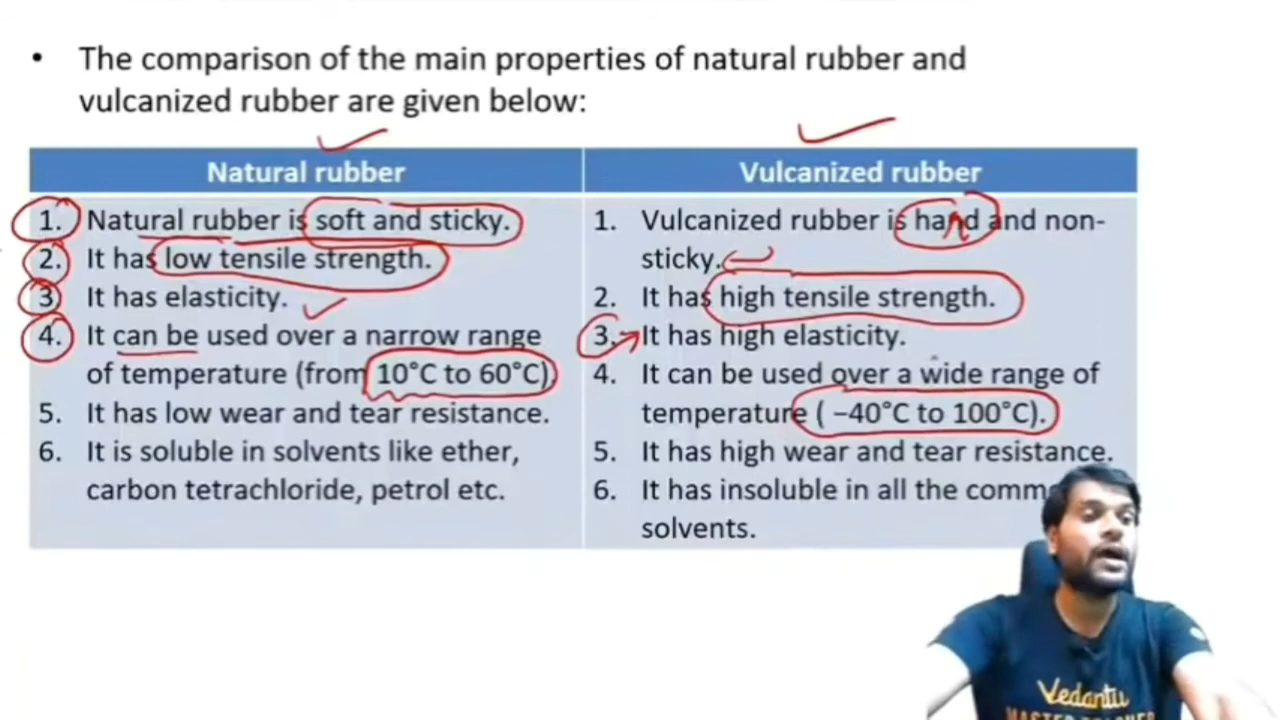 • The comparison of the main properties of natural rubber and
vulcanized rubber are given below:
Natural rubber
1. Natural rubber is soft and sticky.
2. It has low tensile strength.
3 It has elasticity.
4. It can be used over a narrow range
of temperature (from 10°C to 60°C)
5. It has low wear and tear resistance.
6. It is soluble in solvents like ether,
carbon tetrachloride, petrol etc.
Vulcanized rubber
1. Vulcanized rubber is hand and non-
sticky.
2. It has high tensile strength.
3. It has high elasticity.
4. It can be used over a wide range of
temperature ( −40°C to 100°C).
5. It has high wear and tear resistance.
6. It has insoluble in all the
solvents.
Vedantu
MASTER TEACHER